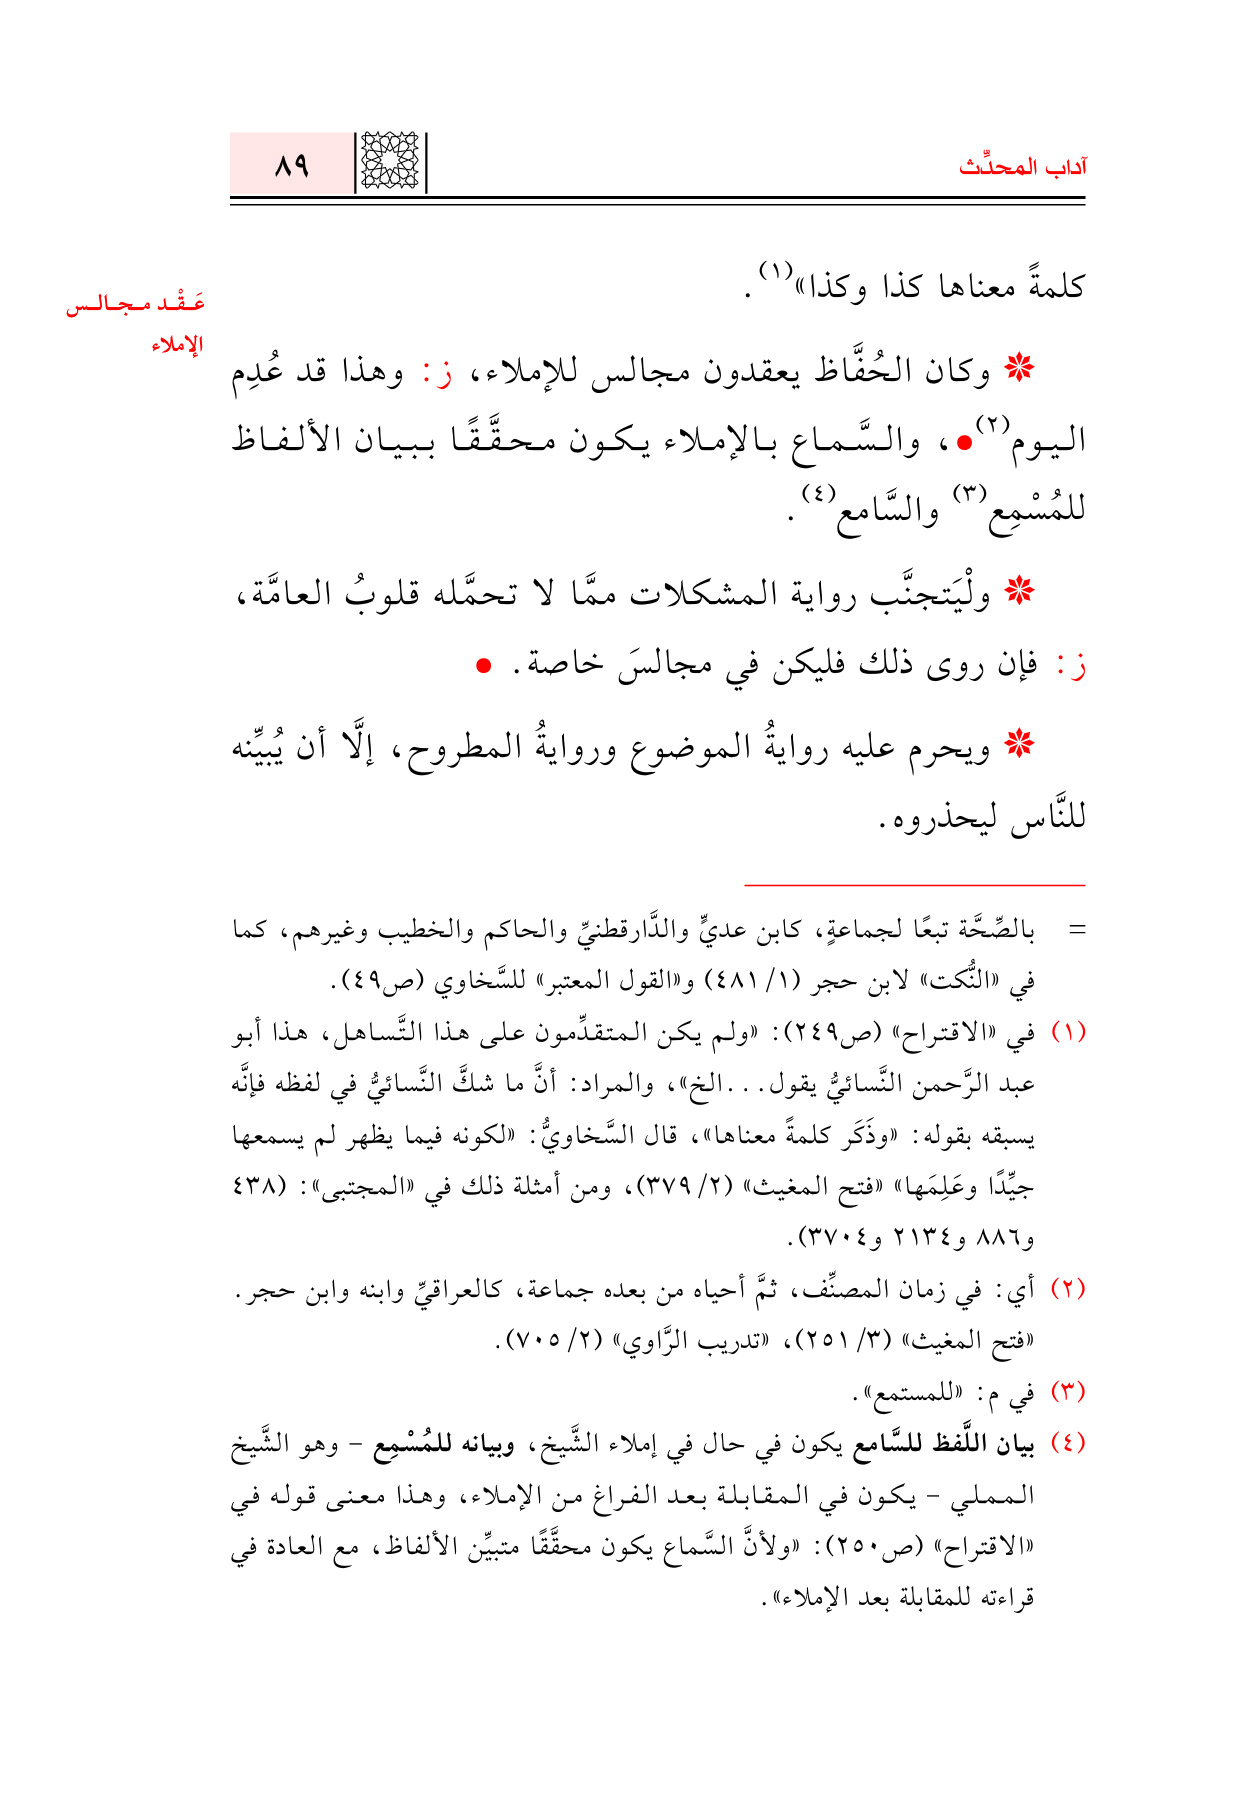 آداب المحدِّث
٨٩
كلمةً معناها كذا وكذا»(١).
عَقْد مجالس
الإملاء
* وكان الحُفَّاظ يعقدون مجالس للإملاء، ز: وهذا قد عُدِم
اليوم(٢)●، والسَّماع بالإملاء يكون محقَّقًا ببيان الألفاظ
للمُسْمِع(٣) والسَّامع(٤).
* ولْيَتجنَّب رواية المشكلات ممَّا لا تحمَّله قلوبُ العامَّة،
ز: فإن روى ذلك فليكن في مجالسَ خاصة. ●
* ويحرم عليه روايةُ الموضوع وروايةُ المطروح، إلَّا أن يُبيِّنه
للنَّاس ليحذروه.
= بالصِّحَّة تبعًا لجماعةٍ، كابن عديٍّ والدَّارقطنيِّ والحاكم والخطيب وغيرهم، كما
في «النُّكت» لابن حجر (١/ ٤٨١) و«القول المعتبر» للسَّخاوي (ص٤٩).
(١) في «الاقتراح» (ص٢٤٩): «ولم يكن المتقدِّمون على هذا التَّساهل، هذا أبو
عبد الرَّحمن النَّسائيُّ يقول. . .الخ»، والمراد: أنَّ ما شكَّ النَّسائيُّ في لفظه فإنَّه
يسبقه بقوله: «وذَكَر كلمةً معناها»، قال السَّخاويُّ: «لكونه فيما يظهر لم يسمعها
جيِّدًا وعَلِمَها» «فتح المغيث» (٢/ ٣٧٩)، ومن أمثلة ذلك في «المجتبى»: (٤٣٨
و٨٨٦ و٢١٣٤ و٣٧٠٤).
(٢) أي: في زمان المصنِّف، ثمَّ أحياه من بعده جماعة، كالعراقيِّ وابنه وابن حجر.
«فتح المغيث» (٣/ ٢٥١)، «تدريب الرَّاوي» (٢/ ٧٠٥).
(٣) في م: «للمستمع».
(٤) بيان اللَّفظ للسَّامع يكون في حال في إملاء الشَّيخ، وبيانه للمُسْمِع – وهو الشَّيخ
المملي – يكون في المقابلة بعد الفراغ من الإملاء، وهذا معنى قوله في
«الاقتراح» (ص٢٥٠): «ولأنَّ السَّماع يكون محقَّقًا متبيِّن الألفاظ، مع العادة في
قراءته للمقابلة بعد الإملاء».